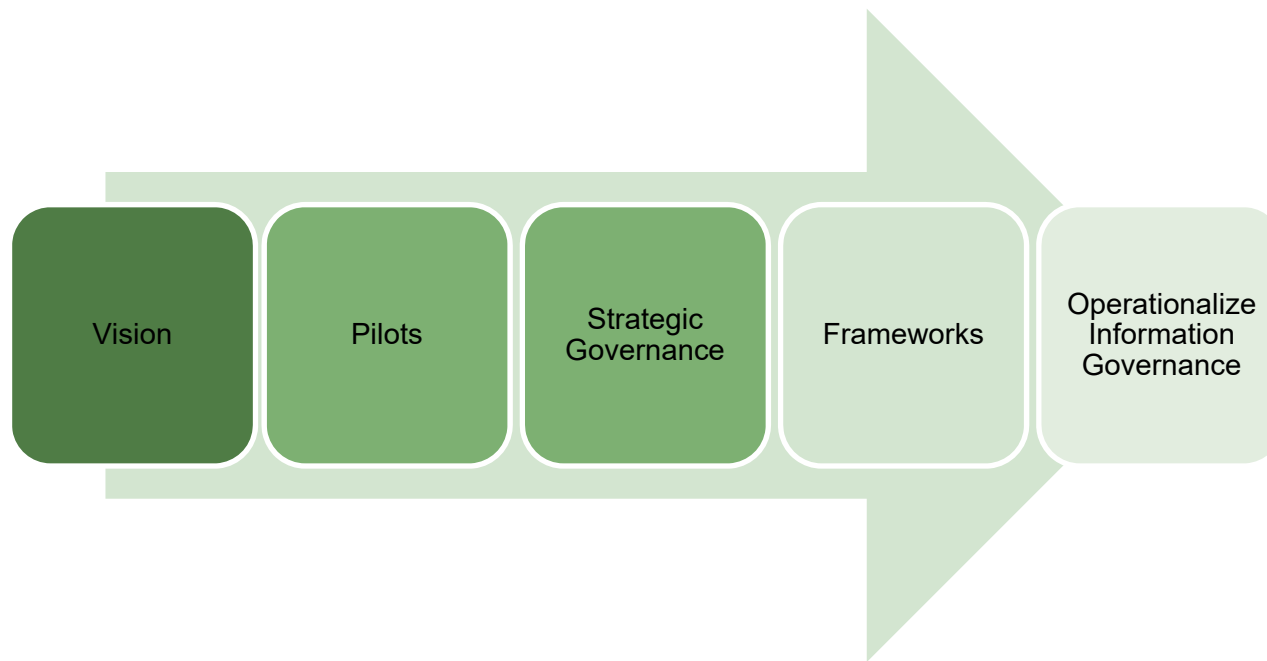 Vision
Pilots
Strategic
Governance
Frameworks
Operationalize
Information
Governance